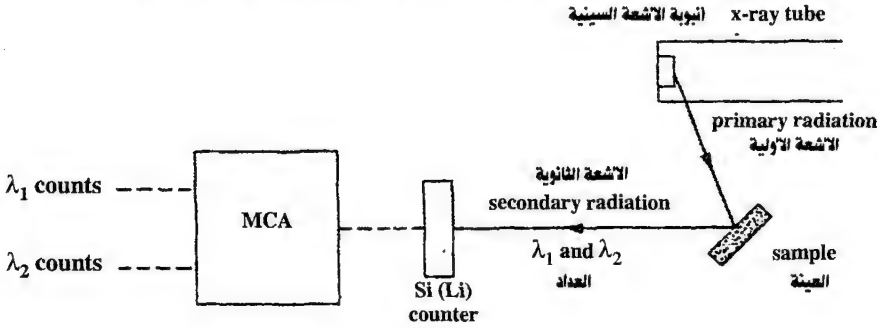 انبوبة الاشعة السينية x-ray tube
primary radiation
الاشعة الاولية
الاشعة الثانوية
secondary radiation
λ1 counts
MCA
λ1 and λ2
sample
λ2 counts
العداد
العينة
Si (Li)
counter